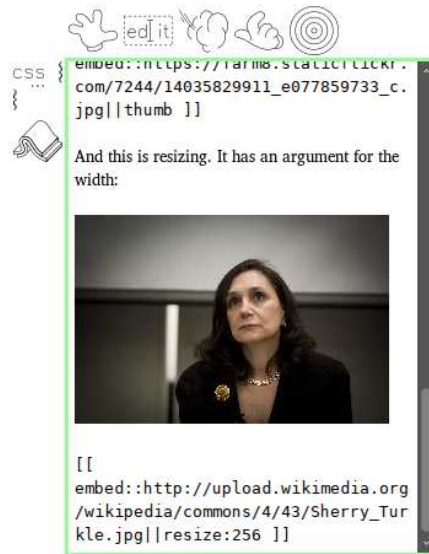 ed it
css {
...
}
embed::https://farm8.staticflickr.
com/7244/14035829911_e077859733_c.
jpg||thumb ]]
And this is resizing. It has an argument for the
width:
[[
embed::http://upload.wikimedia.org
/wikipedia/commons/4/43/Sherry_Tur
kle.jpg||resize:256 ]]